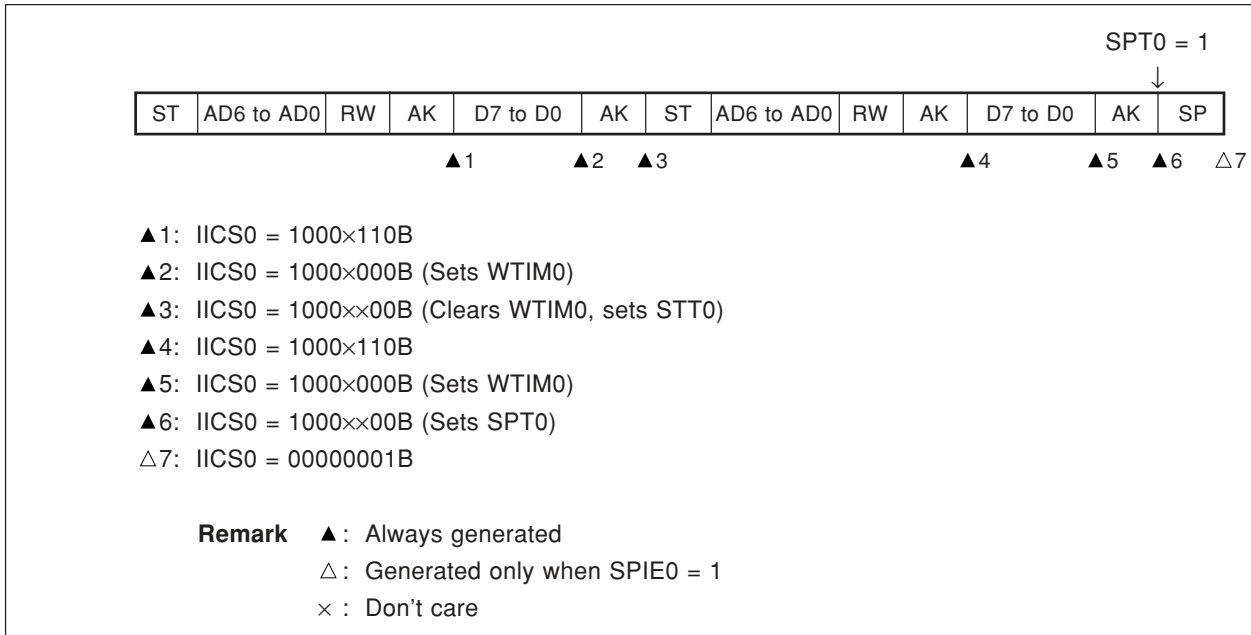 SPT0 = 1
↓
ST AD6 to AD0 RW AK D7 to D0 AK ST AD6 to AD0 RW AK D7 to D0 AK SP
▲1 ▲2 ▲3 ▲4 ▲5 ▲6 △7
▲1: IICS0 = 1000×110B
▲2: IICS0 = 1000×000B (Sets WTIM0)
▲3: IICS0 = 1000××00B (Clears WTIM0, sets STT0)
▲4: IICS0 = 1000×110B
▲5: IICS0 = 1000×000B (Sets WTIM0)
▲6: IICS0 = 1000××00B (Sets SPT0)
△7: IICS0 = 00000001B
Remark ▲: Always generated
△: Generated only when SPIE0 = 1
×: Don't care